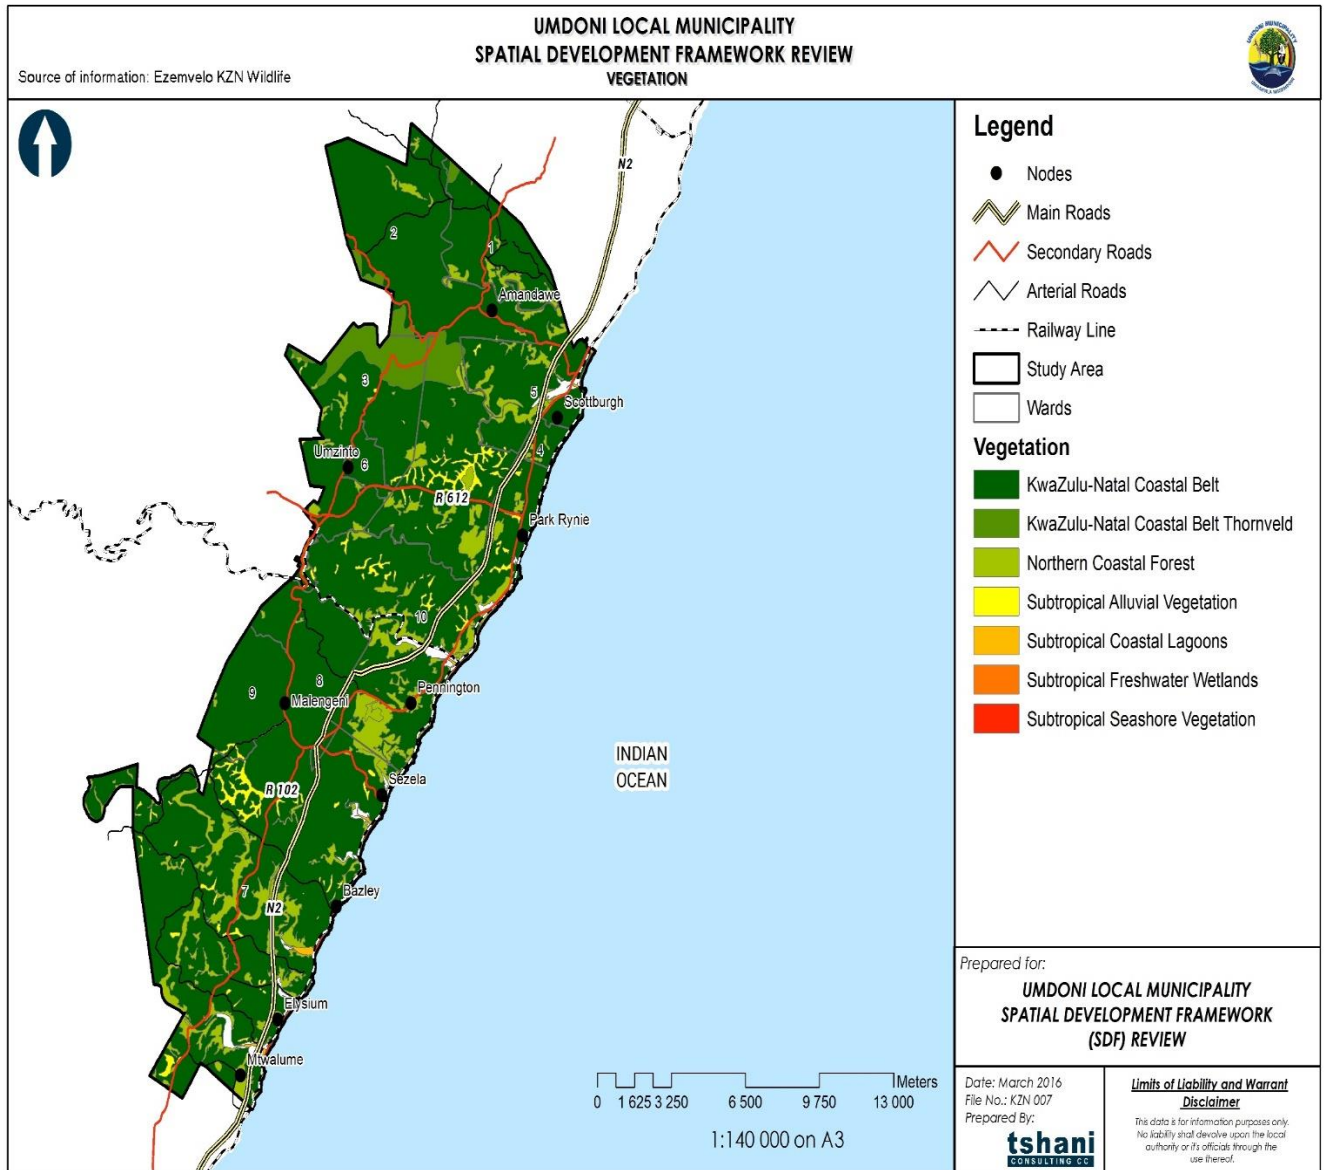 UMDONI LOCAL MUNICIPALITY
SPATIAL DEVELOPMENT FRAMEWORK REVIEW
VEGETATION
Source of information: Ezemvelo KZN Wildlife
UMDONI MUNICIPALITY
N2
2
1
Amandawe
3
5
Scottburgh
4
Umzinto
6
R 612
Park Rynie
10
8
9
Malengeni
Pennington
INDIAN
OCEAN
Sezela
R 102
7
Bazley
N2
Elysium
Mtwalume
Meters
0 1 625 3 250 6 500 9 750 13 000
1:140 000 on A3
Legend
Nodes
Main Roads
Secondary Roads
Arterial Roads
Railway Line
Study Area
Wards
Vegetation
KwaZulu-Natal Coastal Belt
KwaZulu-Natal Coastal Belt Thornveld
Northern Coastal Forest
Subtropical Alluvial Vegetation
Subtropical Coastal Lagoons
Subtropical Freshwater Wetlands
Subtropical Seashore Vegetation
Prepared for:
UMDONI LOCAL MUNICIPALITY
SPATIAL DEVELOPMENT FRAMEWORK
(SDF) REVIEW
Date: March 2016
File No.: KZN 007
Prepared By:
tshani
CONSULTING CC
Limits of Liability and Warrant
Disclaimer
This data is for information purposes only.
No liability shall devolve upon the local
authority or it's officials through the
use thereof.